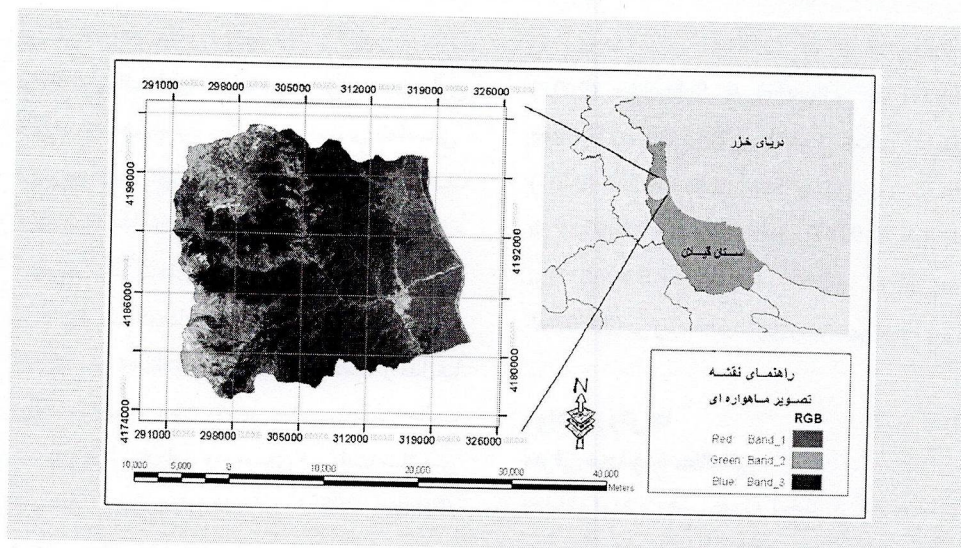 291000 298000 305000 312000 319000 326000
4198000
4186000
4174000
4192000
4180000
291000 298000 305000 312000 319000 326000
دریای خزر
استان گیلان
N
راهنمای نقشه
تصویر ماهواره ای
RGB
Red: Band_1
Green: Band_2
Blue: Band_3
10,000 5,000 0 10,000 20,000 30,000 40,000
Meters